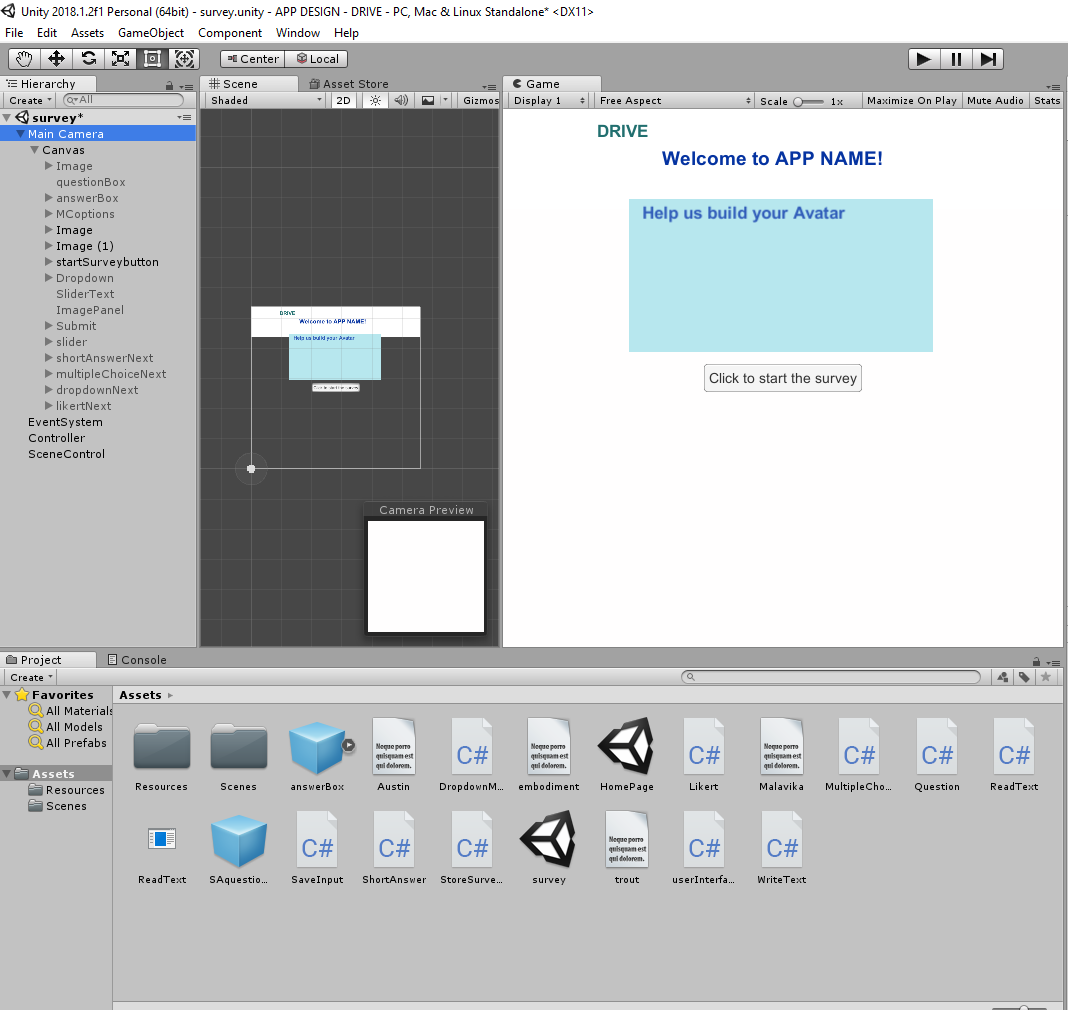 Unity 2018.1.2f1 Personal (64bit) - survey.unity - APP DESIGN - DRIVE - PC, Mac & Linux Standalone* <DX11>
File Edit Assets GameObject Component Window Help
Center Local
Hierarchy
Create All
survey*
Main Camera
Canvas
Image
questionBox
answerBox
MCoptions
Image
Image (1)
startSurveybutton
Dropdown
SliderText
ImagePanel
Submit
slider
shortAnswerNext
multipleChoiceNext
dropdownNext
likertNext
EventSystem
Controller
SceneControl
Scene Asset Store
Shaded 2D Gizmos
DRIVE
Welcome to APP NAME!
Help us build your Avatar
Click to start the survey
Camera Preview
Game
Display 1 Free Aspect Scale 1x Maximize On Play Mute Audio Stats
DRIVE
Welcome to APP NAME!
Help us build your Avatar
Click to start the survey
Project Console
Create
Favorites
All Materials
All Models
All Prefabs
Assets
Resources
Scenes
Assets
Neque porro
quisquam est
qui dolorem.
C#
Neque porro
quisquam est
qui dolorem.
C#
Neque porro
quisquam est
qui dolorem.
C#
C#
C#
Resources Scenes answerBox Austin DropdownM... embodiment HomePage Likert Malavika MultipleCho... Question ReadText
C#
C#
C#
Neque porro
quisquam est
qui dolorem.
C#
C#
ReadText SAquestio... SaveInput ShortAnswer StoreSurve... survey trout userInterfa... WriteText